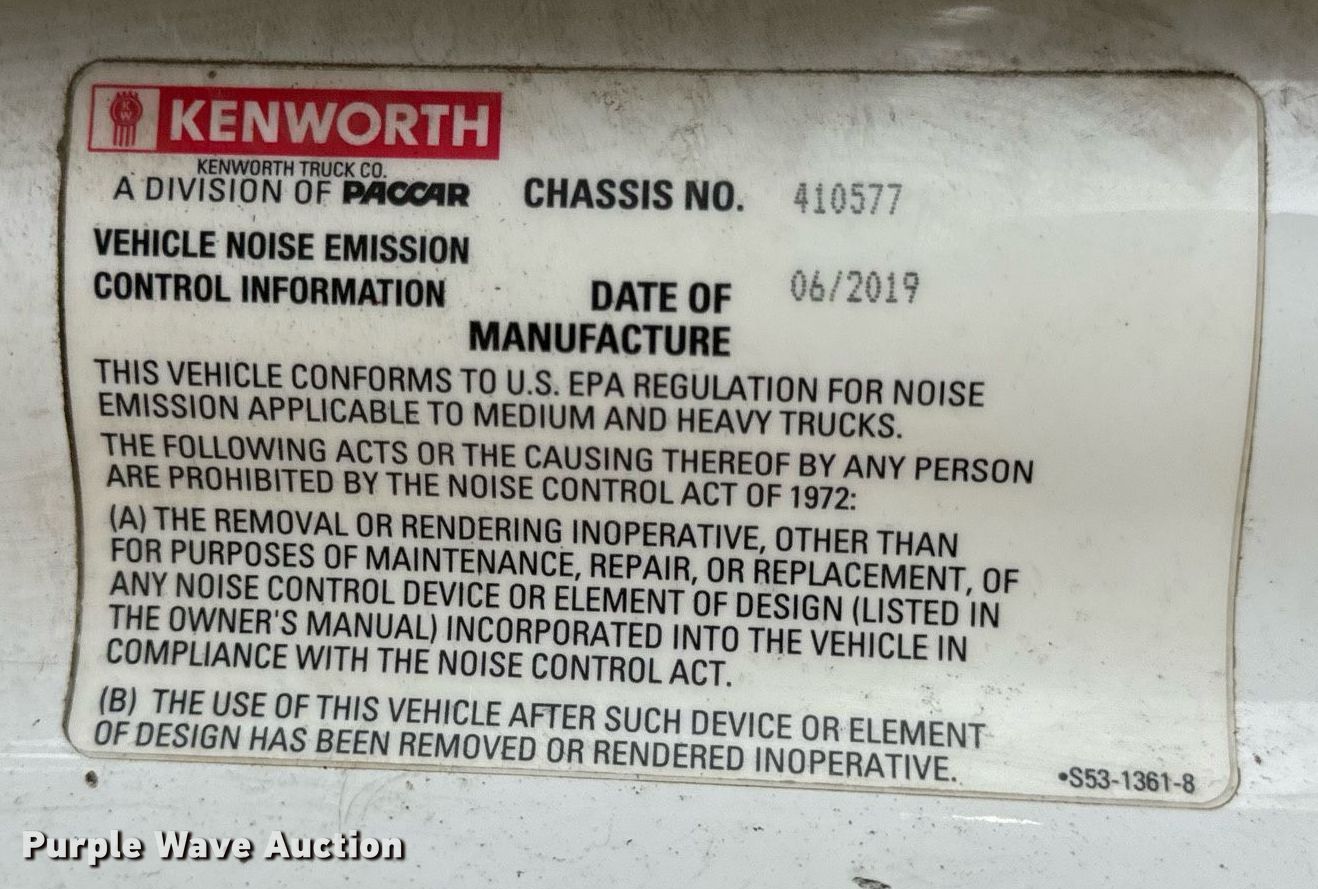 KW KENWORTH
KENWORTH TRUCK CO.
A DIVISION OF PACCAR
CHASSIS NO. 410577
VEHICLE NOISE EMISSION
CONTROL INFORMATION
DATE OF 06/2019
MANUFACTURE
THIS VEHICLE CONFORMS TO U.S. EPA REGULATION FOR NOISE
EMISSION APPLICABLE TO MEDIUM AND HEAVY TRUCKS.
THE FOLLOWING ACTS OR THE CAUSING THEREOF BY ANY PERSON
ARE PROHIBITED BY THE NOISE CONTROL ACT OF 1972:
(A) THE REMOVAL OR RENDERING INOPERATIVE, OTHER THAN
FOR PURPOSES OF MAINTENANCE, REPAIR, OR REPLACEMENT, OF
ANY NOISE CONTROL DEVICE OR ELEMENT OF DESIGN (LISTED IN
THE OWNER'S MANUAL) INCORPORATED INTO THE VEHICLE IN
COMPLIANCE WITH THE NOISE CONTROL ACT.
(B) THE USE OF THIS VEHICLE AFTER SUCH DEVICE OR ELEMENT
OF DESIGN HAS BEEN REMOVED OR RENDERED INOPERATIVE.
•S53-1361-8
Purple Wave Auction